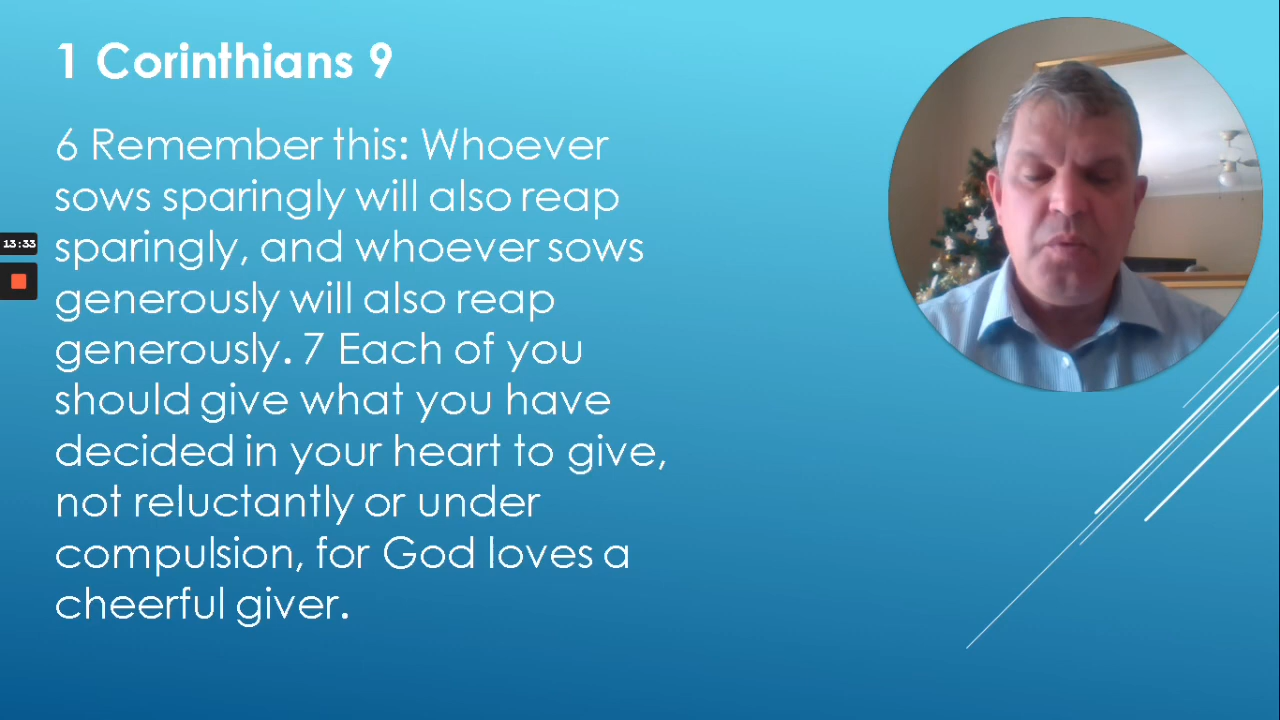 1 Corinthians 9
6 Remember this: Whoever
sows sparingly will also reap
sparingly, and whoever sows
generously will also reap
generously. 7 Each of you
should give what you have
decided in your heart to give,
not reluctantly or under
compulsion, for God loves a
cheerful giver.
13:33